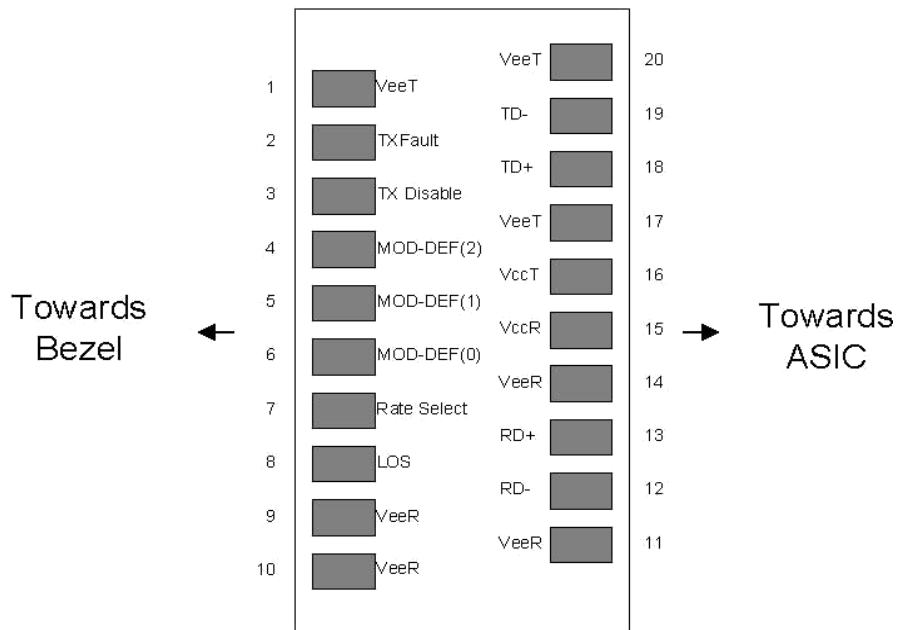 1 VeeT
2 TXFault
3 TX Disable
4 MOD-DEF(2)
5 MOD-DEF(1)
6 MOD-DEF(0)
7 Rate Select
8 LOS
9 VeeR
10 VeeR
VeeT 20
TD- 19
TD+ 18
VeeT 17
VccT 16
VccR 15
VeeR 14
RD+ 13
RD- 12
VeeR 11
Towards
Bezel
Towards
ASIC